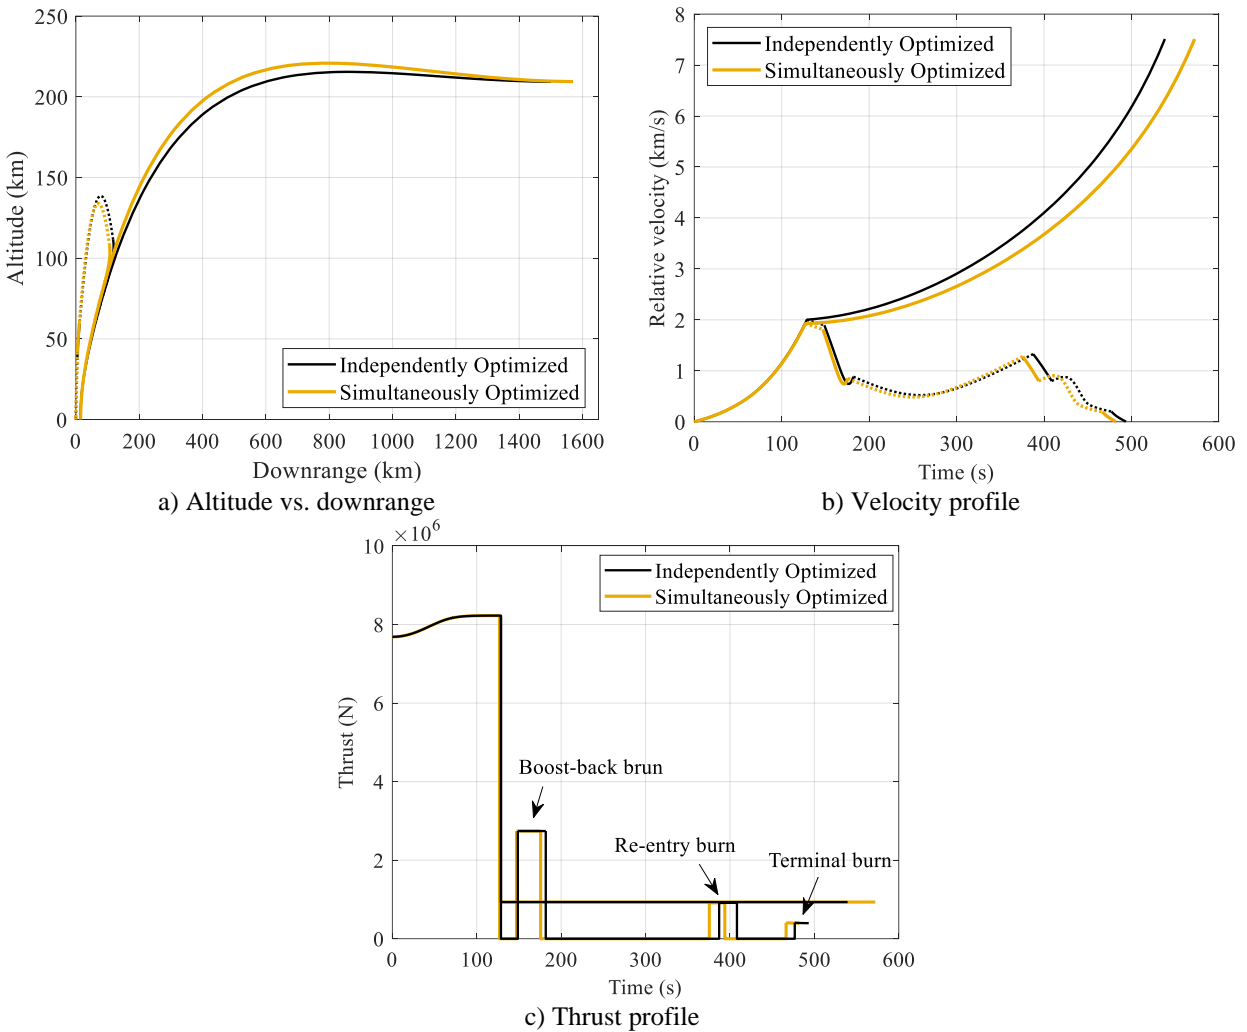 250
200
150
100
50
0
Altitude (km)
Independently Optimized
Simultaneously Optimized
0 200 400 600 800 1000 1200 1400 1600
Downrange (km)
a) Altitude vs. downrange
8
7
6
5
4
3
2
1
0
Relative velocity (km/s)
Independently Optimized
Simultaneously Optimized
0 100 200 300 400 500 600
Time (s)
b) Velocity profile
×10⁶
10
8
6
4
2
0
Thrust (N)
Independently Optimized
Simultaneously Optimized
Boost-back brun
Re-entry burn
Terminal burn
0 100 200 300 400 500 600
Time (s)
c) Thrust profile